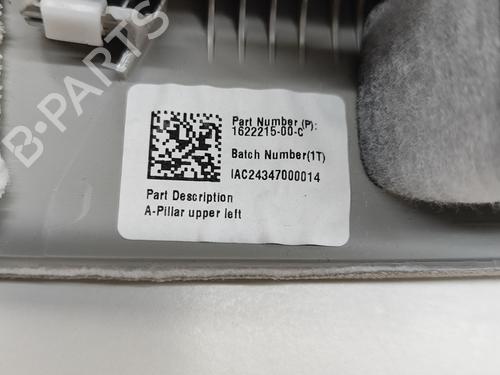 Part Number (P):
1622215-00-C
Batch Number(1T)
IAC24347000014
Part Description
A-Pillar upper left
B-PARTS